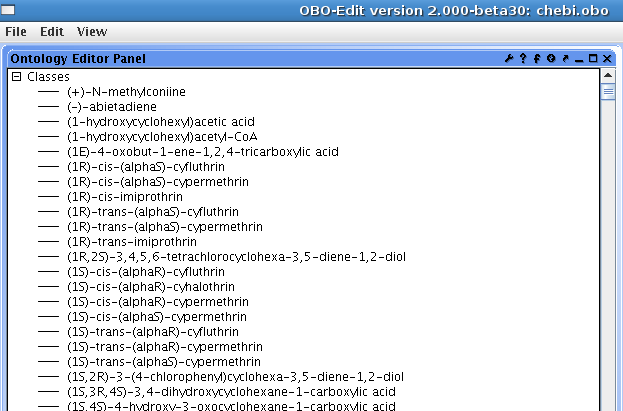 OBO-Edit version 2.000-beta30: chebi.obo
File Edit View
Ontology Editor Panel
Classes
(+)-N-methylconiine
(-)-abietadiene
(1-hydroxycyclohexyl)acetic acid
(1-hydroxycyclohexyl)acetyl-CoA
(1E)-4-oxobut-1-ene-1,2,4-tricarboxylic acid
(1R)-cis-(alphaS)-cyfluthrin
(1R)-cis-(alphaS)-cypermethrin
(1R)-cis-imiprothrin
(1R)-trans-(alphaS)-cyfluthrin
(1R)-trans-(alphaS)-cypermethrin
(1R)-trans-imiprothrin
(1R,2S)-3,4,5,6-tetrachlorocyclohexa-3,5-diene-1,2-diol
(1S)-cis-(alphaR)-cyfluthrin
(1S)-cis-(alphaR)-cyhalothrin
(1S)-cis-(alphaR)-cypermethrin
(1S)-cis-(alphaS)-cypermethrin
(1S)-trans-(alphaR)-cyfluthrin
(1S)-trans-(alphaR)-cypermethrin
(1S)-trans-(alphaS)-cypermethrin
(1S,2R)-3-(4-chlorophenyl)cyclohexa-3,5-diene-1,2-diol
(1S,3R,4S)-3,4-dihydroxycyclohexane-1-carboxylic acid
(1S,4S)-4-hydroxy-3-oxocyclohexane-1-carboxylic acid